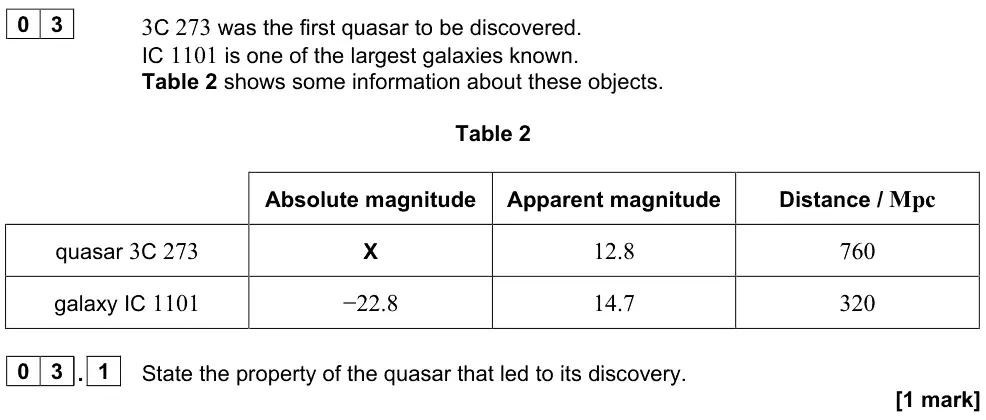 0 3 3C 273 was the first quasar to be discovered.
IC 1101 is one of the largest galaxies known.
Table 2 shows some information about these objects.
Table 2
Absolute magnitude Apparent magnitude Distance / Mpc
quasar 3C 273 X 12.8 760
galaxy IC 1101 −22.8 14.7 320
0 3 . 1 State the property of the quasar that led to its discovery.
[1 mark]